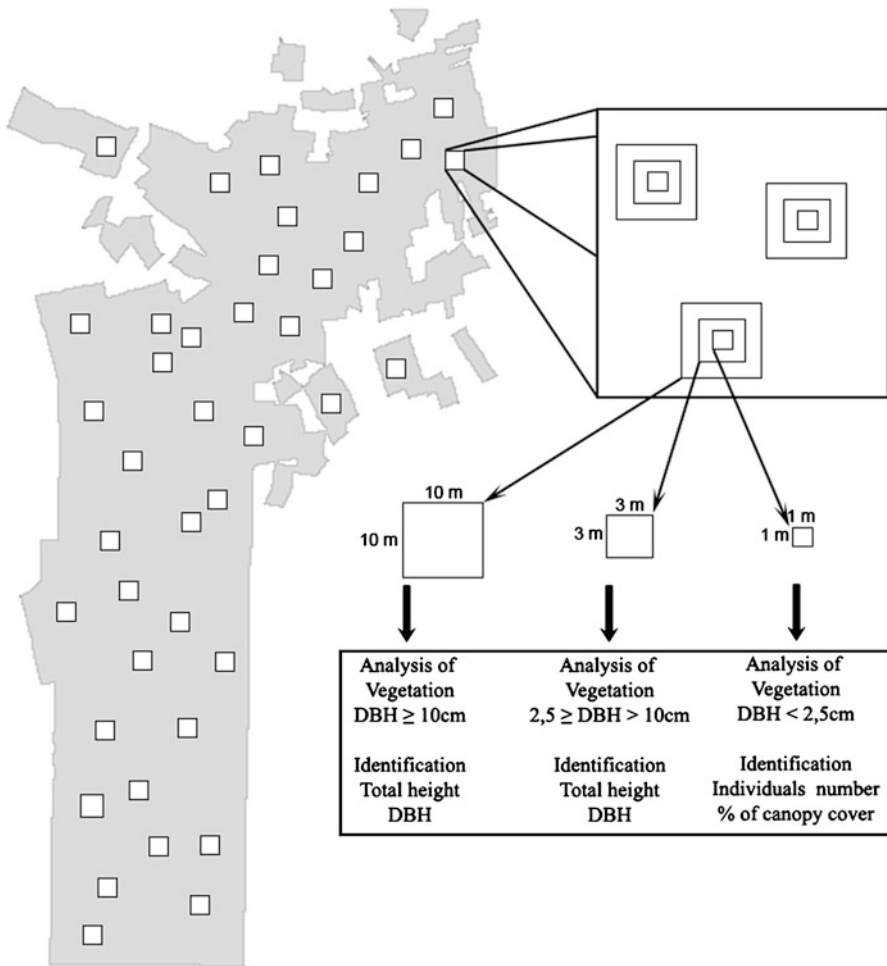 10 m
10 m
3 m
3 m
1 m
1 m
Analysis of
Vegetation
DBH ≥ 10cm
Identification
Total height
DBH
Analysis of
Vegetation
2,5 ≥ DBH > 10cm
Identification
Total height
DBH
Analysis of
Vegetation
DBH < 2,5cm
Identification
Individuals number
% of canopy cover